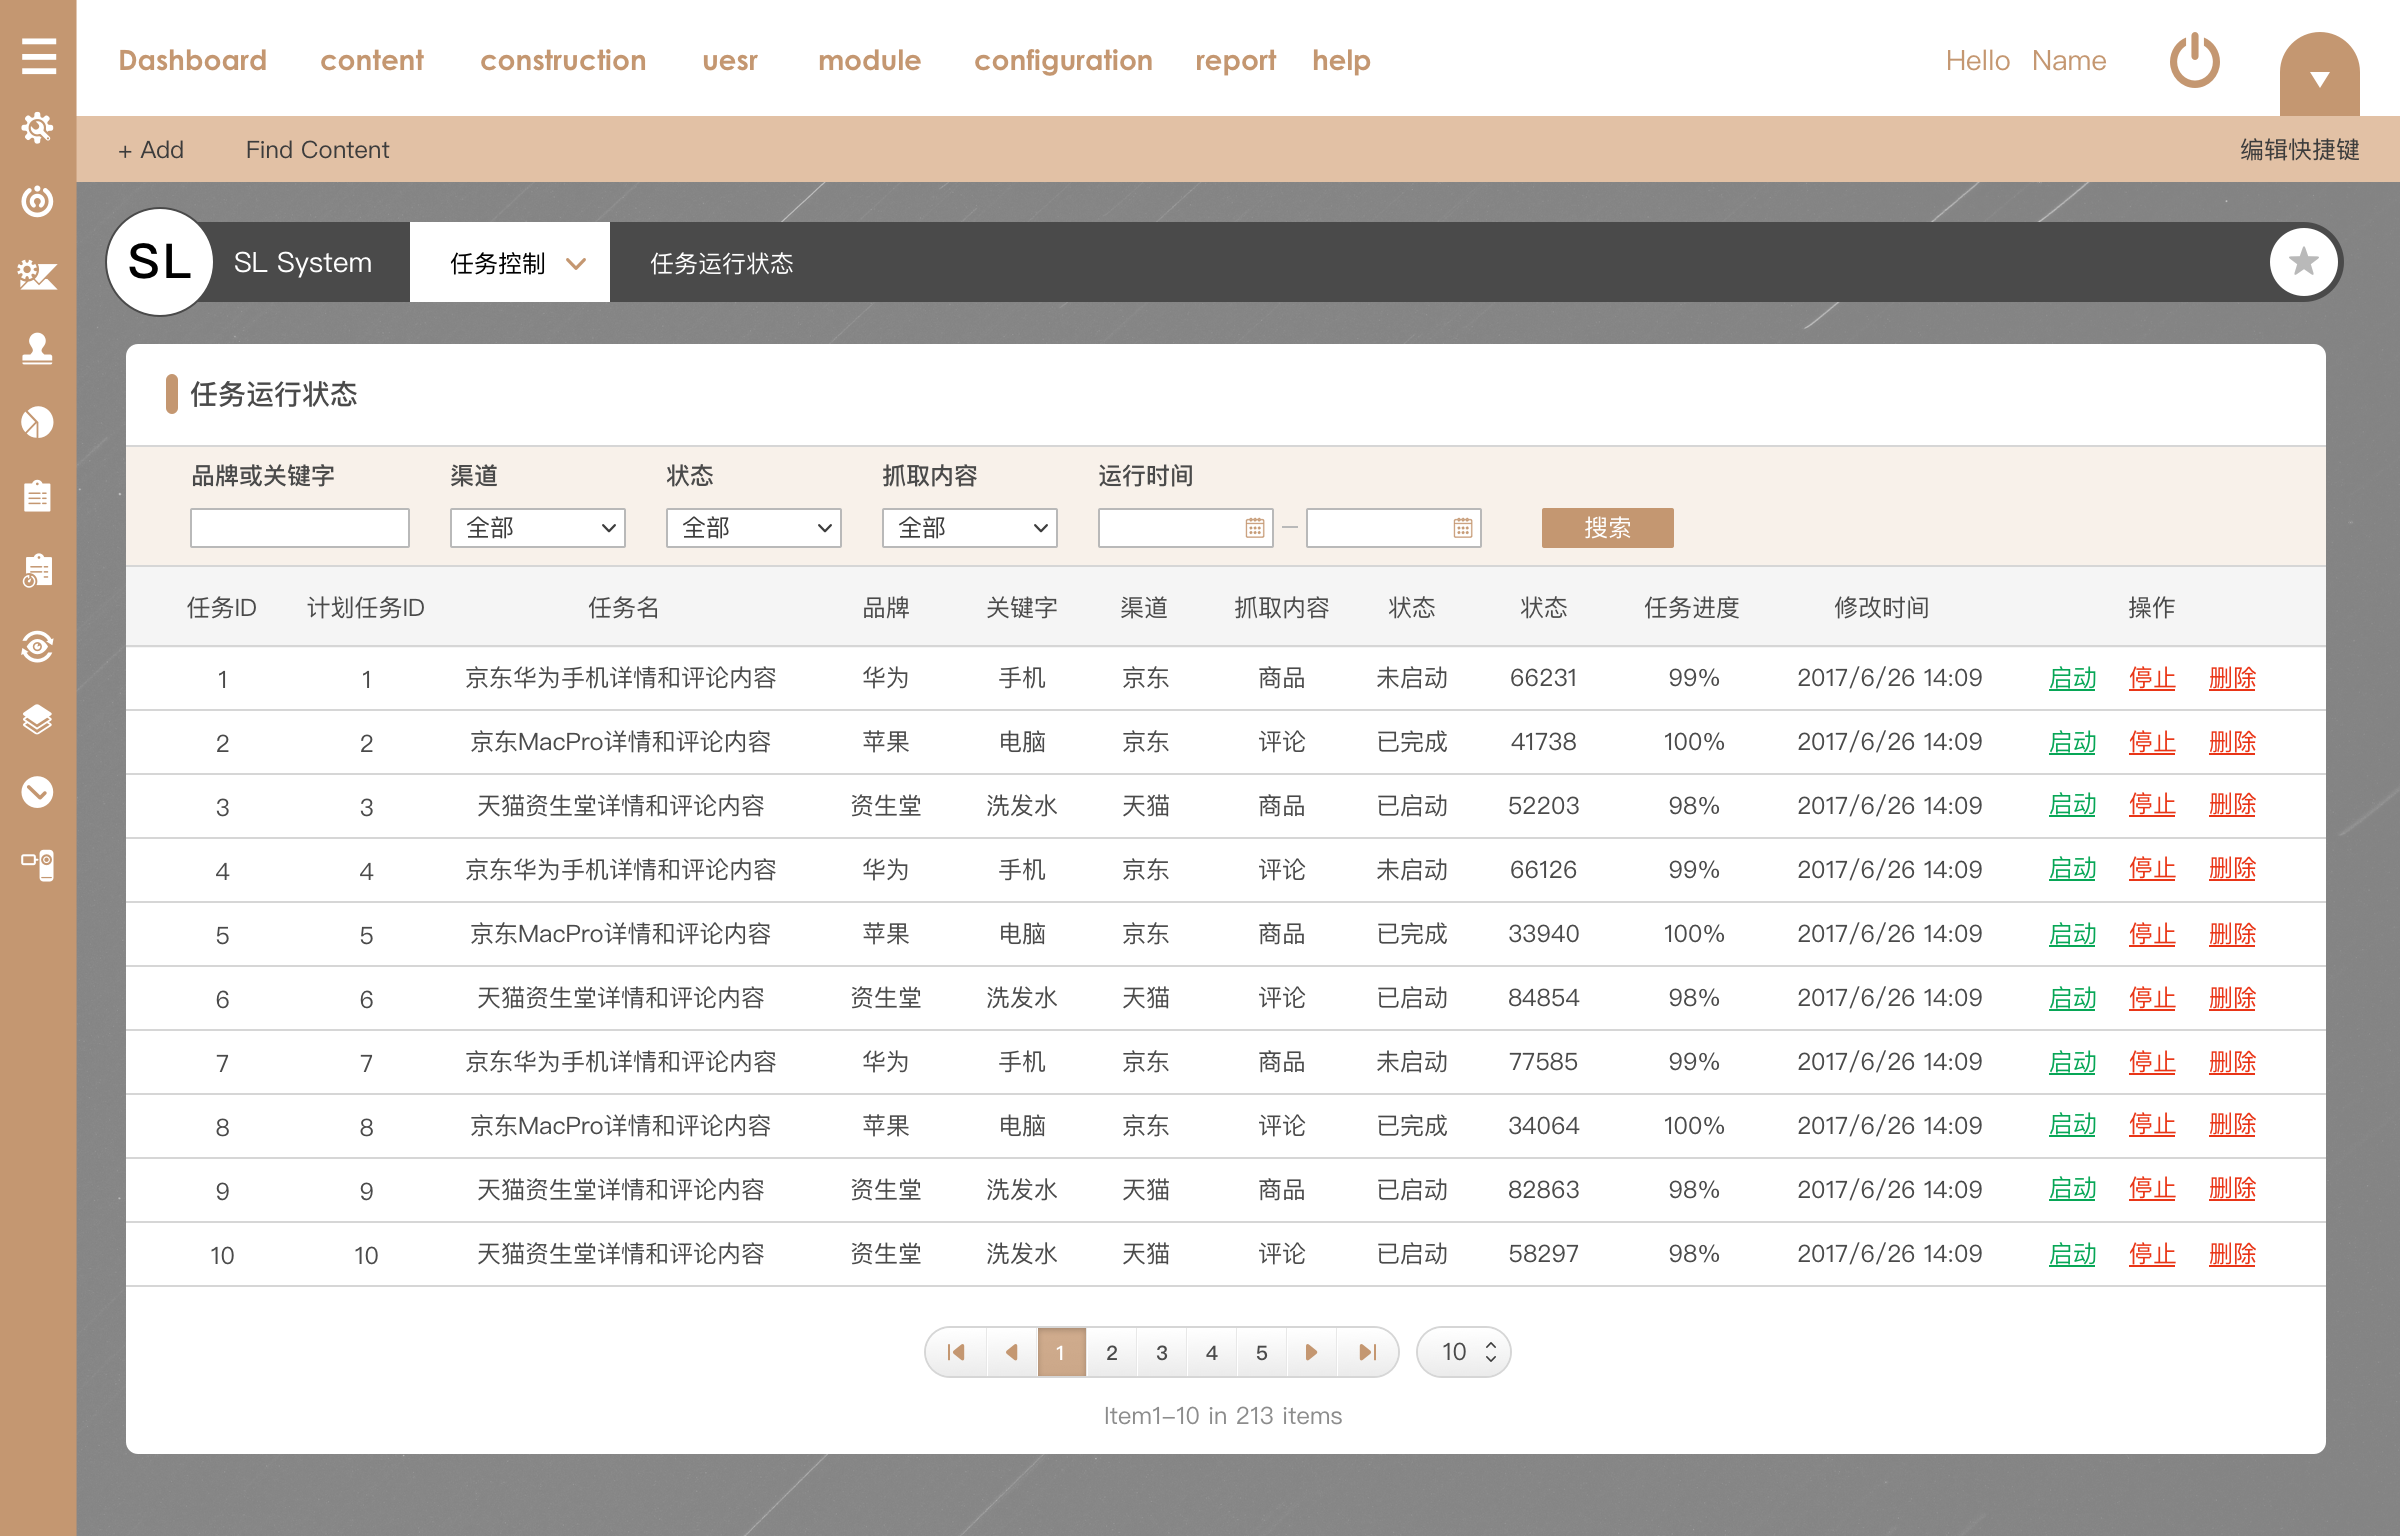 Dashboard content construction uesr module configuration report help Hello Name
+ Add Find Content 编辑快捷键
SL SL System 任务控制 任务运行状态
任务运行状态
品牌或关键字 渠道 状态 抓取内容 运行时间
全部 全部 全部 – 搜索
任务ID 计划任务ID 任务名 品牌 关键字 渠道 抓取内容 状态 状态 任务进度 修改时间 操作
1 1 京东华为手机详情和评论内容 华为 手机 京东 商品 未启动 66231 99% 2017/6/26 14:09 启动 停止 删除
2 2 京东MacPro详情和评论内容 苹果 电脑 京东 评论 已完成 41738 100% 2017/6/26 14:09 启动 停止 删除
3 3 天猫资生堂详情和评论内容 资生堂 洗发水 天猫 商品 已启动 52203 98% 2017/6/26 14:09 启动 停止 删除
4 4 京东华为手机详情和评论内容 华为 手机 京东 评论 未启动 66126 99% 2017/6/26 14:09 启动 停止 删除
5 5 京东MacPro详情和评论内容 苹果 电脑 京东 商品 已完成 33940 100% 2017/6/26 14:09 启动 停止 删除
6 6 天猫资生堂详情和评论内容 资生堂 洗发水 天猫 评论 已启动 84854 98% 2017/6/26 14:09 启动 停止 删除
7 7 京东华为手机详情和评论内容 华为 手机 京东 商品 未启动 77585 99% 2017/6/26 14:09 启动 停止 删除
8 8 京东MacPro详情和评论内容 苹果 电脑 京东 评论 已完成 34064 100% 2017/6/26 14:09 启动 停止 删除
9 9 天猫资生堂详情和评论内容 资生堂 洗发水 天猫 商品 已启动 82863 98% 2017/6/26 14:09 启动 停止 删除
10 10 天猫资生堂详情和评论内容 资生堂 洗发水 天猫 评论 已启动 58297 98% 2017/6/26 14:09 启动 停止 删除
1 2 3 4 5 10
Item1–10 in 213 items